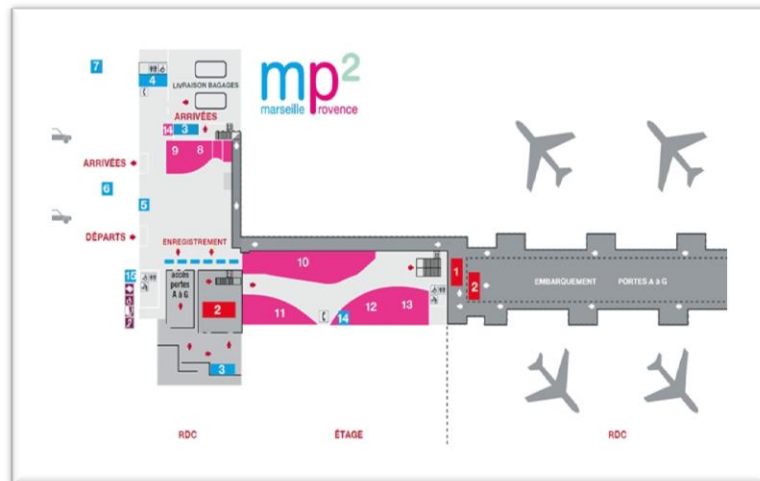 7
4
LIVRAISON BAGAGES
mp2
marseille provence
ARRIVÉES
14
3
9
8
ARRIVÉES
6
5
DÉPARTS
ENREGISTREMENT
10
15
accès
portes
A à G
1
2
EMBARQUEMENT PORTES A à G
2
11
14
12
13
3
RDC
ÉTAGE
RDC